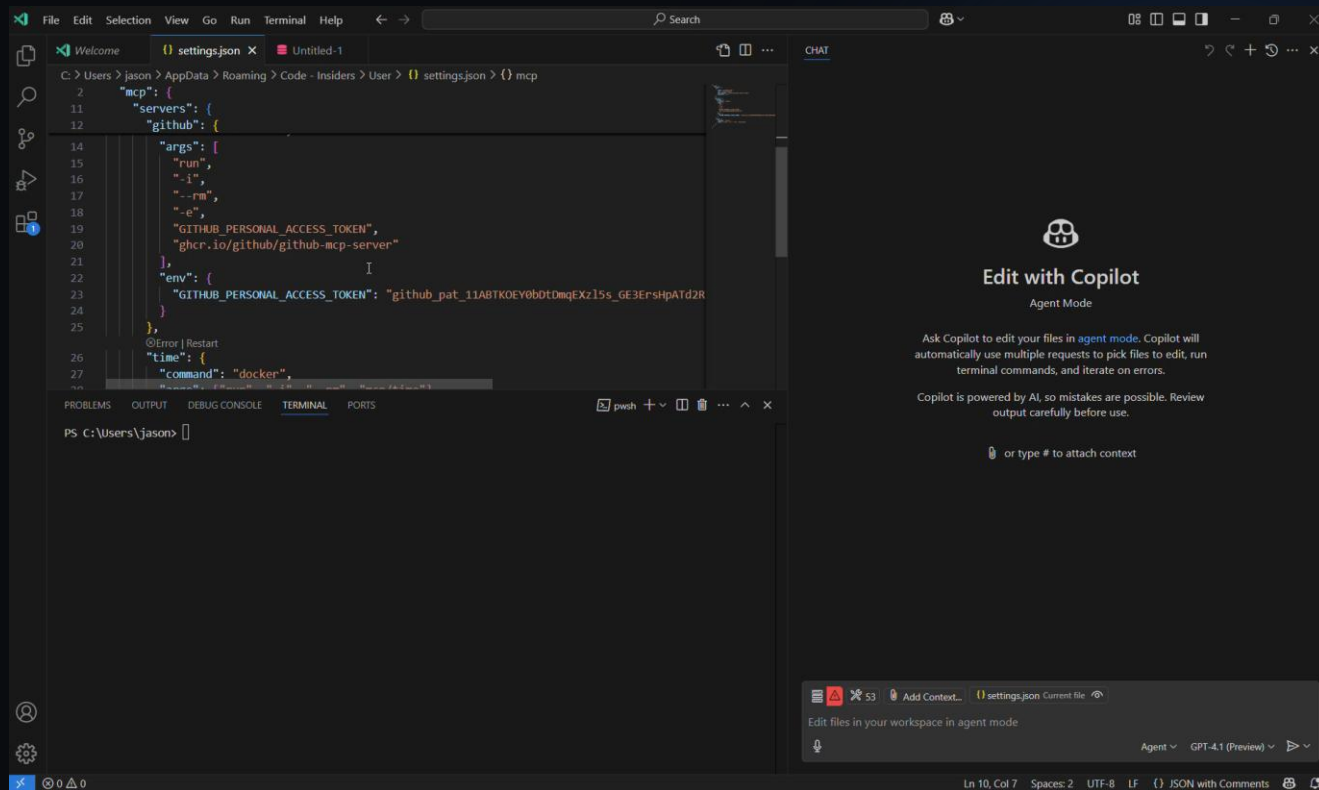 File Edit Selection View Go Run Terminal Help
Search
Welcome
{} settings.json
Untitled-1
C: > Users > jason > AppData > Roaming > Code - Insiders > User > {} settings.json > {} mcp
2 "mcp": {
11 "servers": {
12 "github": {
14 "args": [
15 "run",
16 "-i",
17 "--rm",
18 "-e",
19 "GITHUB_PERSONAL_ACCESS_TOKEN",
20 "ghcr.io/github/github-mcp-server"
21 ],
22 "env": {
23 "GITHUB_PERSONAL_ACCESS_TOKEN": "github_pat_11ABTKOEY0bDtDmqEXzl5s_GE3ErsHpATd2R
24 }
25 },
Error | Restart
26 "time": {
27 "command": "docker",
PROBLEMS OUTPUT DEBUG CONSOLE TERMINAL PORTS
pwsh
PS C:\Users\jason>
CHAT
Edit with Copilot
Agent Mode
Ask Copilot to edit your files in agent mode. Copilot will
automatically use multiple requests to pick files to edit, run
terminal commands, and iterate on errors.
Copilot is powered by AI, so mistakes are possible. Review
output carefully before use.
or type # to attach context
53 Add Context... {} settings.json Current file
Edit files in your workspace in agent mode
Agent GPT-4.1 (Preview)
1
0 0
Ln 10, Col 7 Spaces: 2 UTF-8 LF {} JSON with Comments